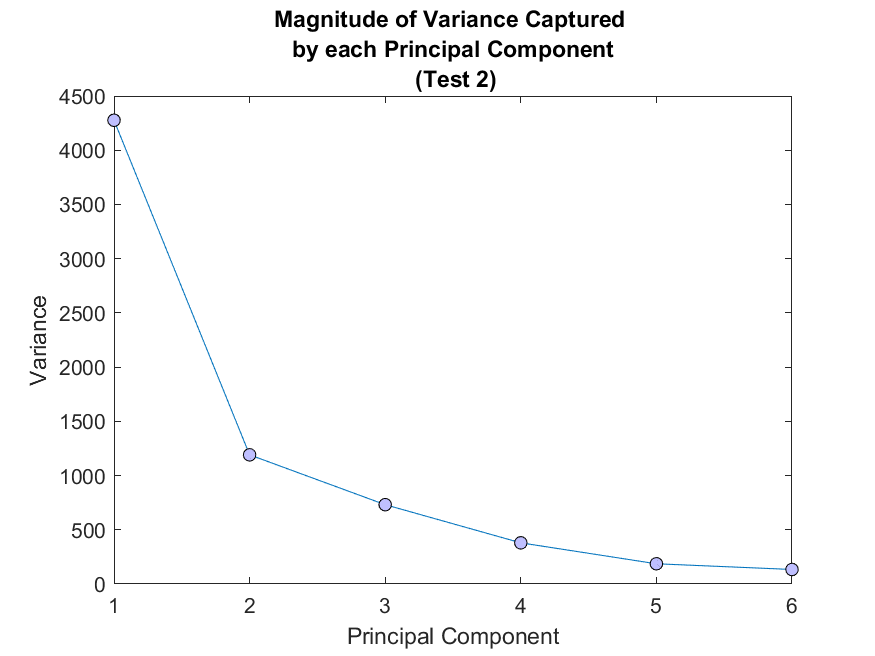 Magnitude of Variance Captured
by each Principal Component
(Test 2)
4500
4000
3500
3000
2500
2000
1500
1000
500
0
Variance
1 2 3 4 5 6
Principal Component